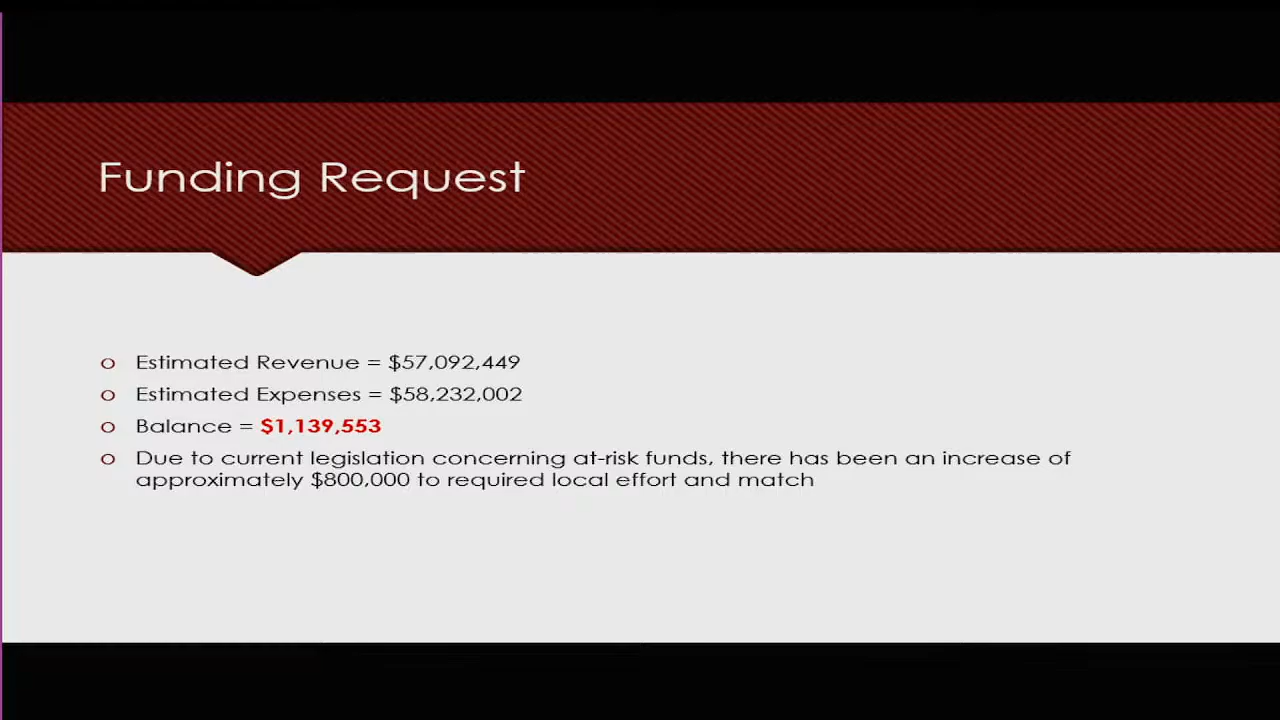 Funding Request
Estimated Revenue = $57,092,449
Estimated Expenses = $58,232,002
Balance = $1,139,553
Due to current legislation concerning at-risk funds, there has been an increase of
approximately $800,000 to required local effort and match